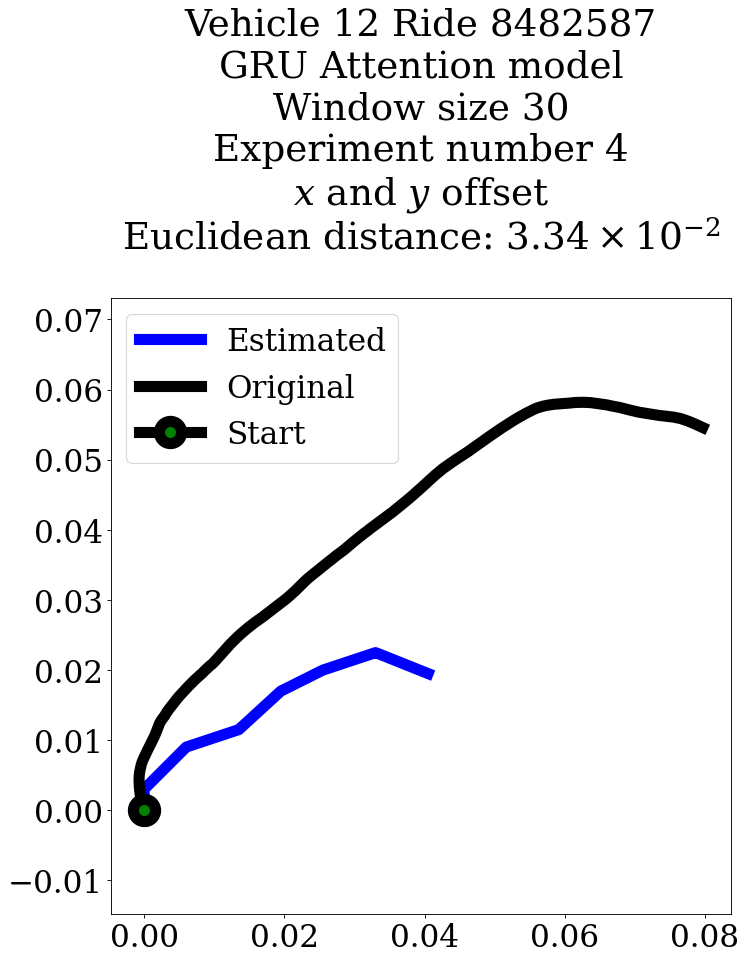 Vehicle 12 Ride 8482587
GRU Attention model
Window size 30
Experiment number 4
x and y offset
Euclidean distance: 3.34 × 10⁻²
Estimated
Original
Start
0.07
0.06
0.05
0.04
0.03
0.02
0.01
0.00
−0.01
0.00 0.02 0.04 0.06 0.08